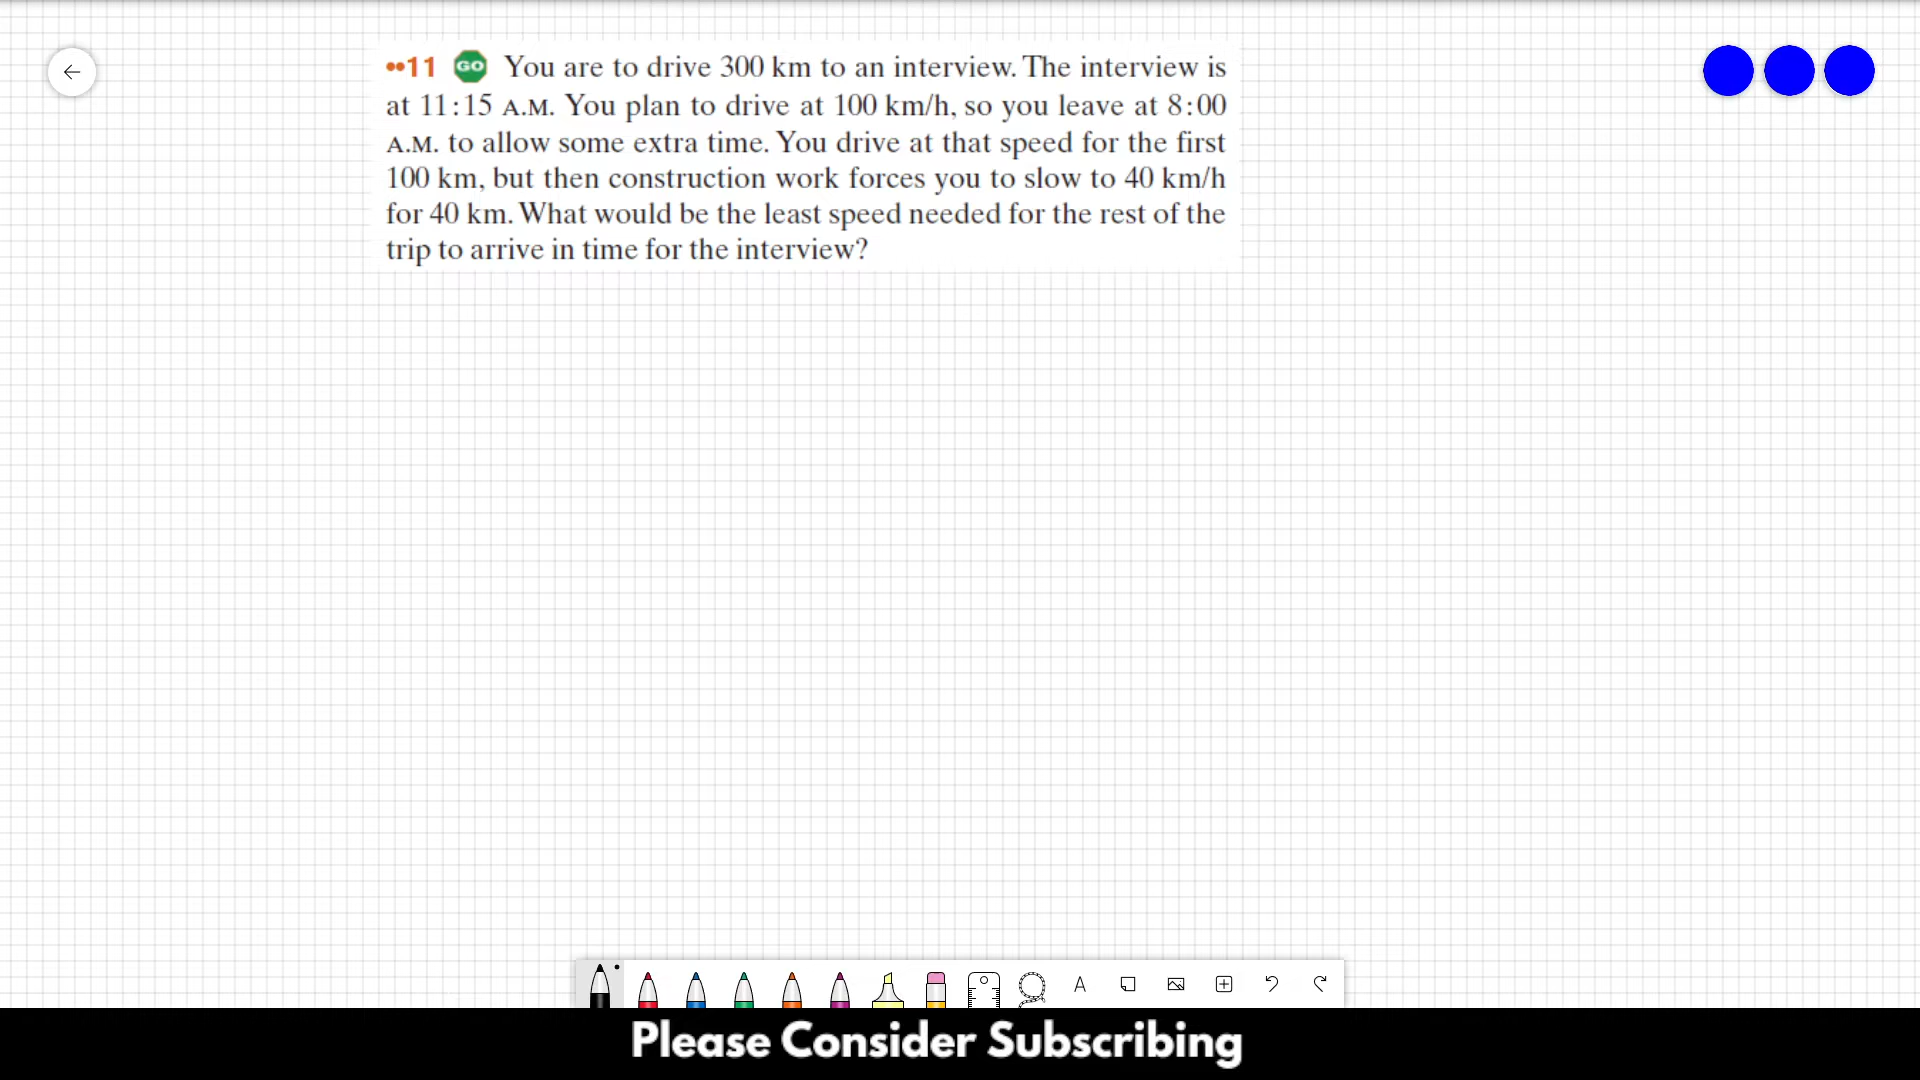 ••11 GO You are to drive 300 km to an interview. The interview is
at 11:15 A.M. You plan to drive at 100 km/h, so you leave at 8:00
A.M. to allow some extra time. You drive at that speed for the first
100 km, but then construction work forces you to slow to 40 km/h
for 40 km. What would be the least speed needed for the rest of the
trip to arrive in time for the interview?
A
Please Consider Subscribing